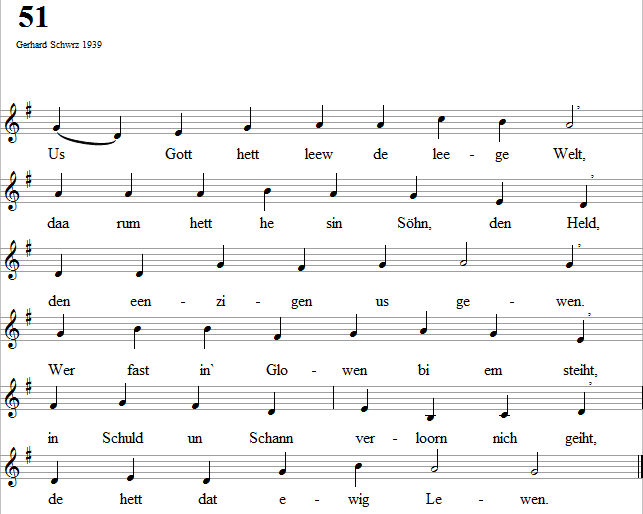 51
Gerhard Schwrz 1939
Us Gott hett leew de lee - ge Welt,
daa rum hett he sin Söhn, den Held,
den een - zi - gen us ge - wen.
Wer fast in` Glo - wen bi em steiht,
in Schuld un Schann ver - loorn nich geiht,
de hett dat e - wig Le - wen.